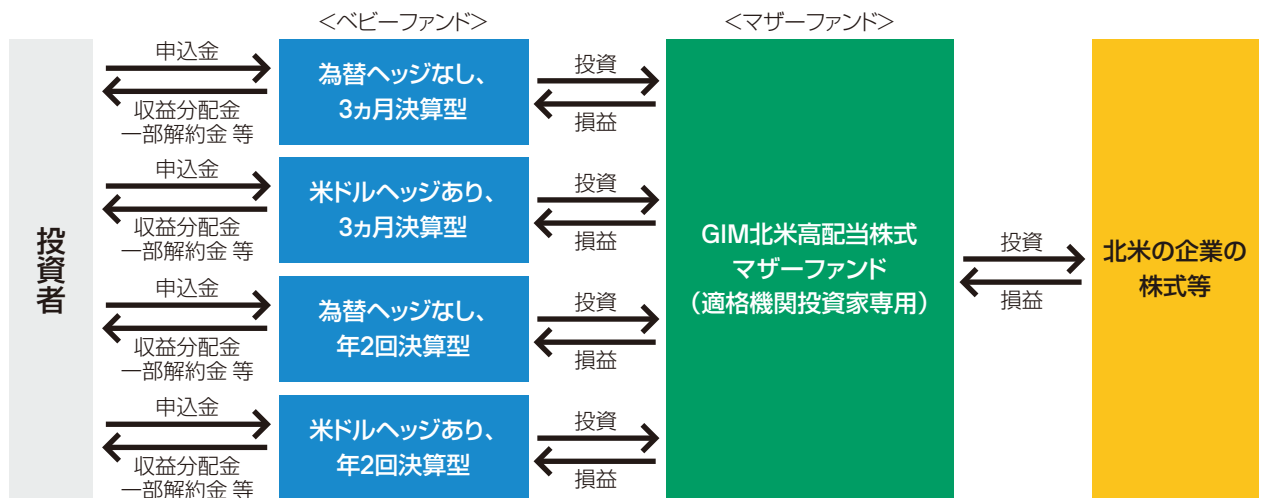 <ベビーファンド>
<マザーファンド>
投資者
申込金
収益分配金
一部解約金 等
為替ヘッジなし、
3ヵ月決算型
投資
損益
申込金
収益分配金
一部解約金 等
米ドルヘッジあり、
3ヵ月決算型
投資
損益
申込金
収益分配金
一部解約金 等
為替ヘッジなし、
年2回決算型
投資
損益
申込金
収益分配金
一部解約金 等
米ドルヘッジあり、
年2回決算型
投資
損益
GIM北米高配当株式
マザーファンド
（適格機関投資家専用）
投資
損益
北米の企業の
株式等